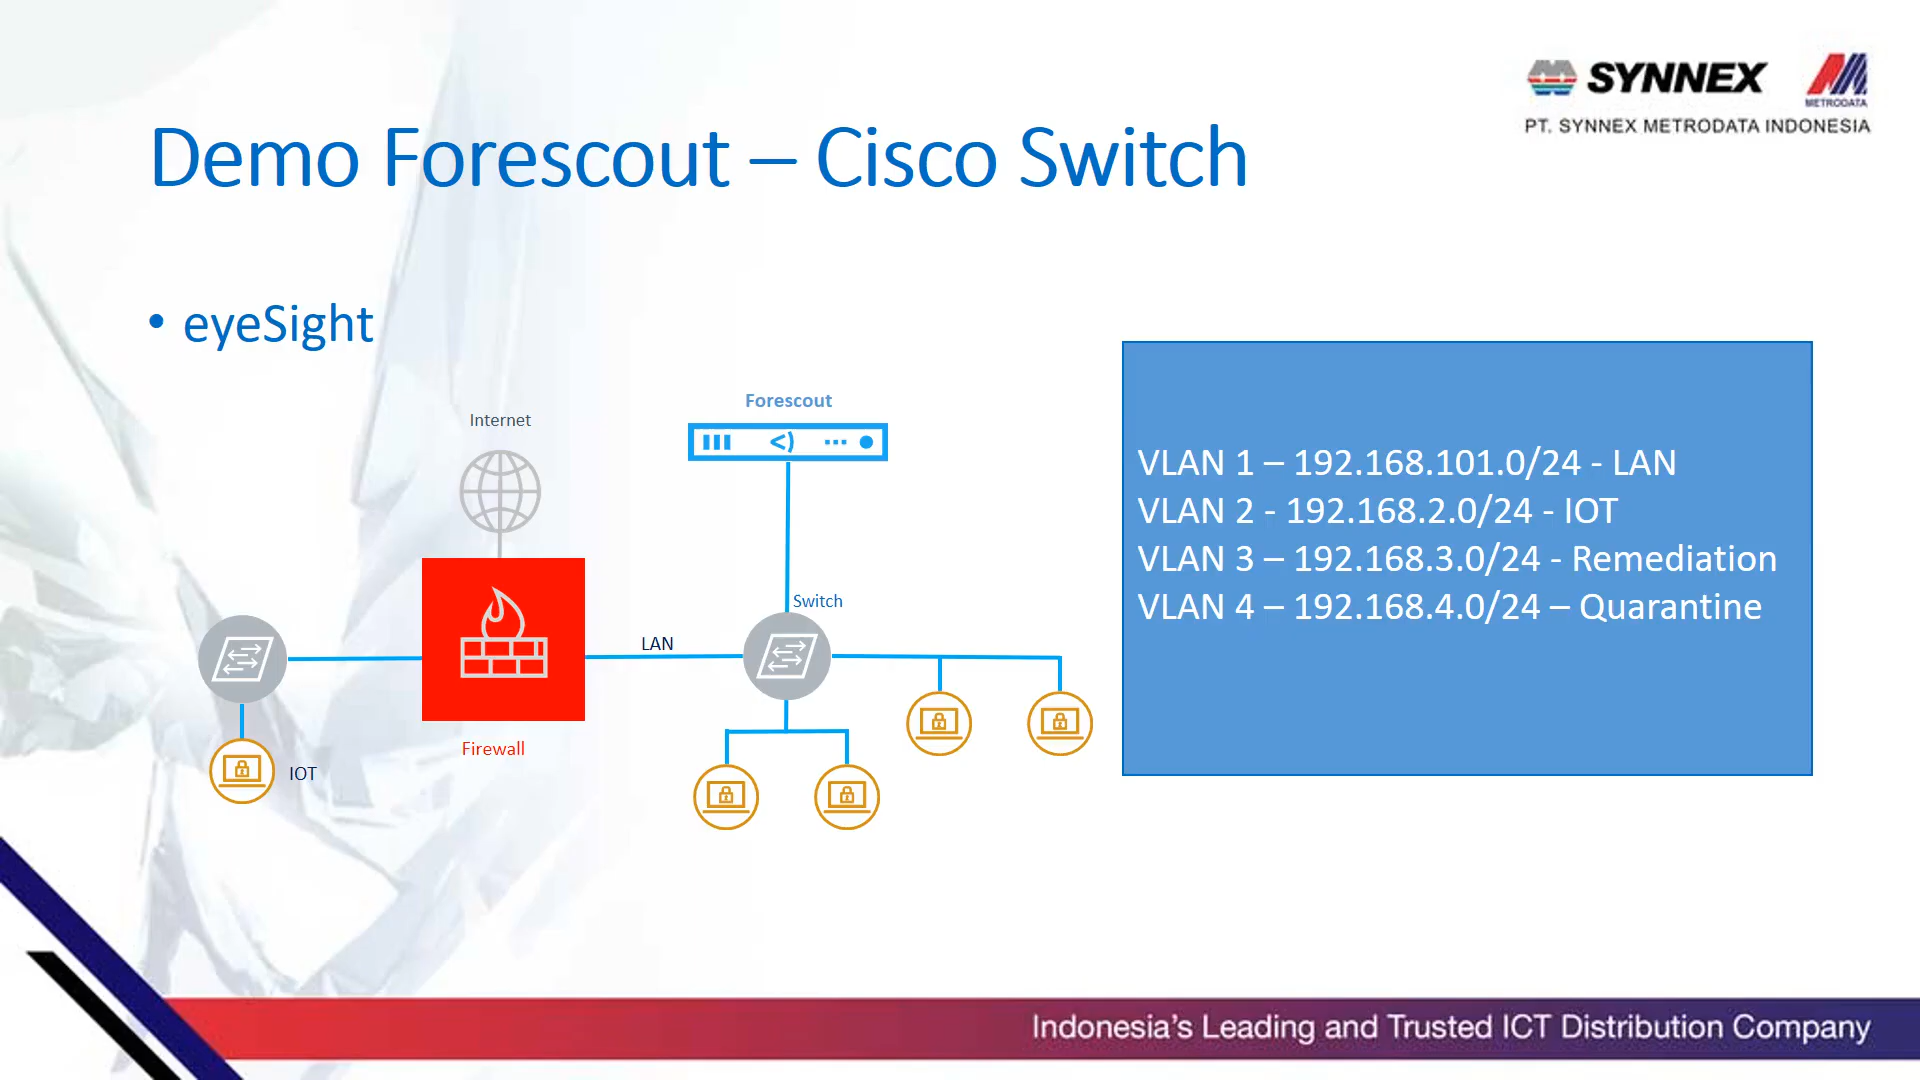 SYNNEX
METRODATA
PT. SYNNEX METRODATA INDONESIA
Demo Forescout – Cisco Switch
• eyeSight
Internet
Forescout
Switch
LAN
Firewall
IOT
VLAN 1 – 192.168.101.0/24 - LAN
VLAN 2 - 192.168.2.0/24 - IOT
VLAN 3 – 192.168.3.0/24 - Remediation
VLAN 4 – 192.168.4.0/24 – Quarantine
Indonesia's Leading and Trusted ICT Distribution Company